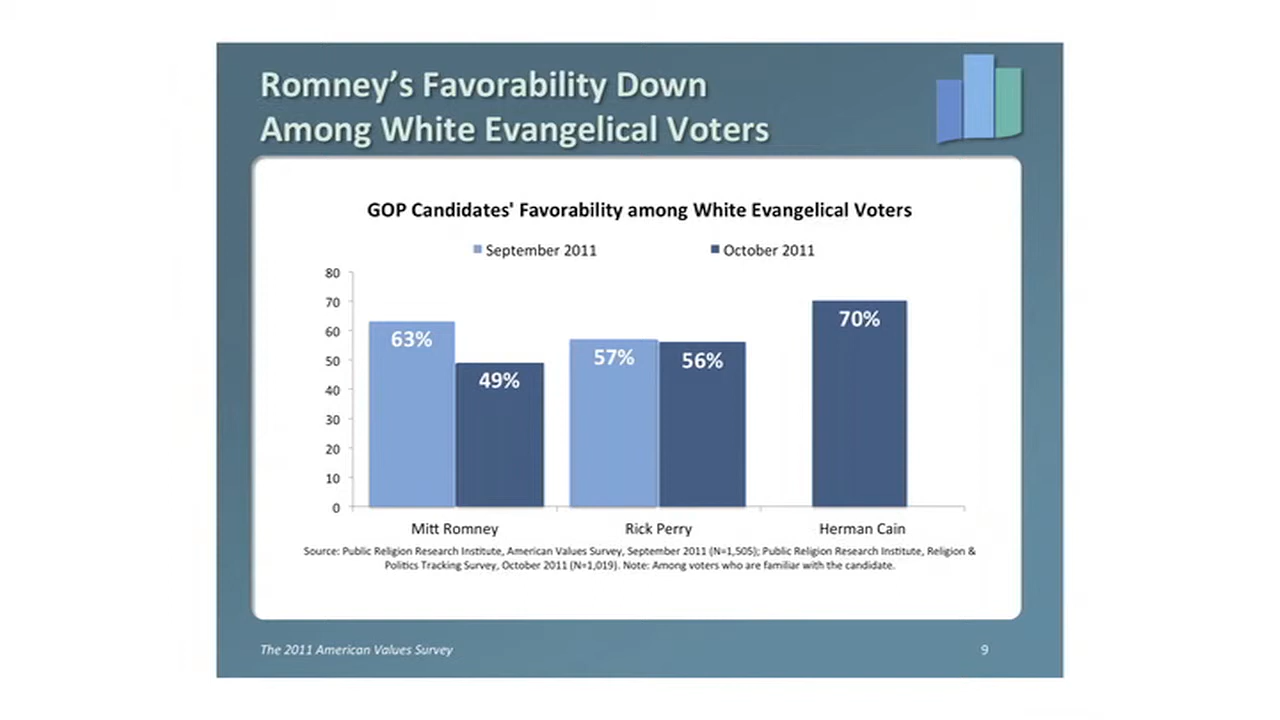 Romney’s Favorability Down
Among White Evangelical Voters
GOP Candidates' Favorability among White Evangelical Voters
September 2011 October 2011
80
70
60
50
40
30
20
10
0
63%
49%
57%
56%
70%
Mitt Romney Rick Perry Herman Cain
Source: Public Religion Research Institute, American Values Survey, September 2011 (N=1,505); Public Religion Research Institute, Religion &
Politics Tracking Survey, October 2011 (N=1,019). Note: Among voters who are familiar with the candidate.
The 2011 American Values Survey 9